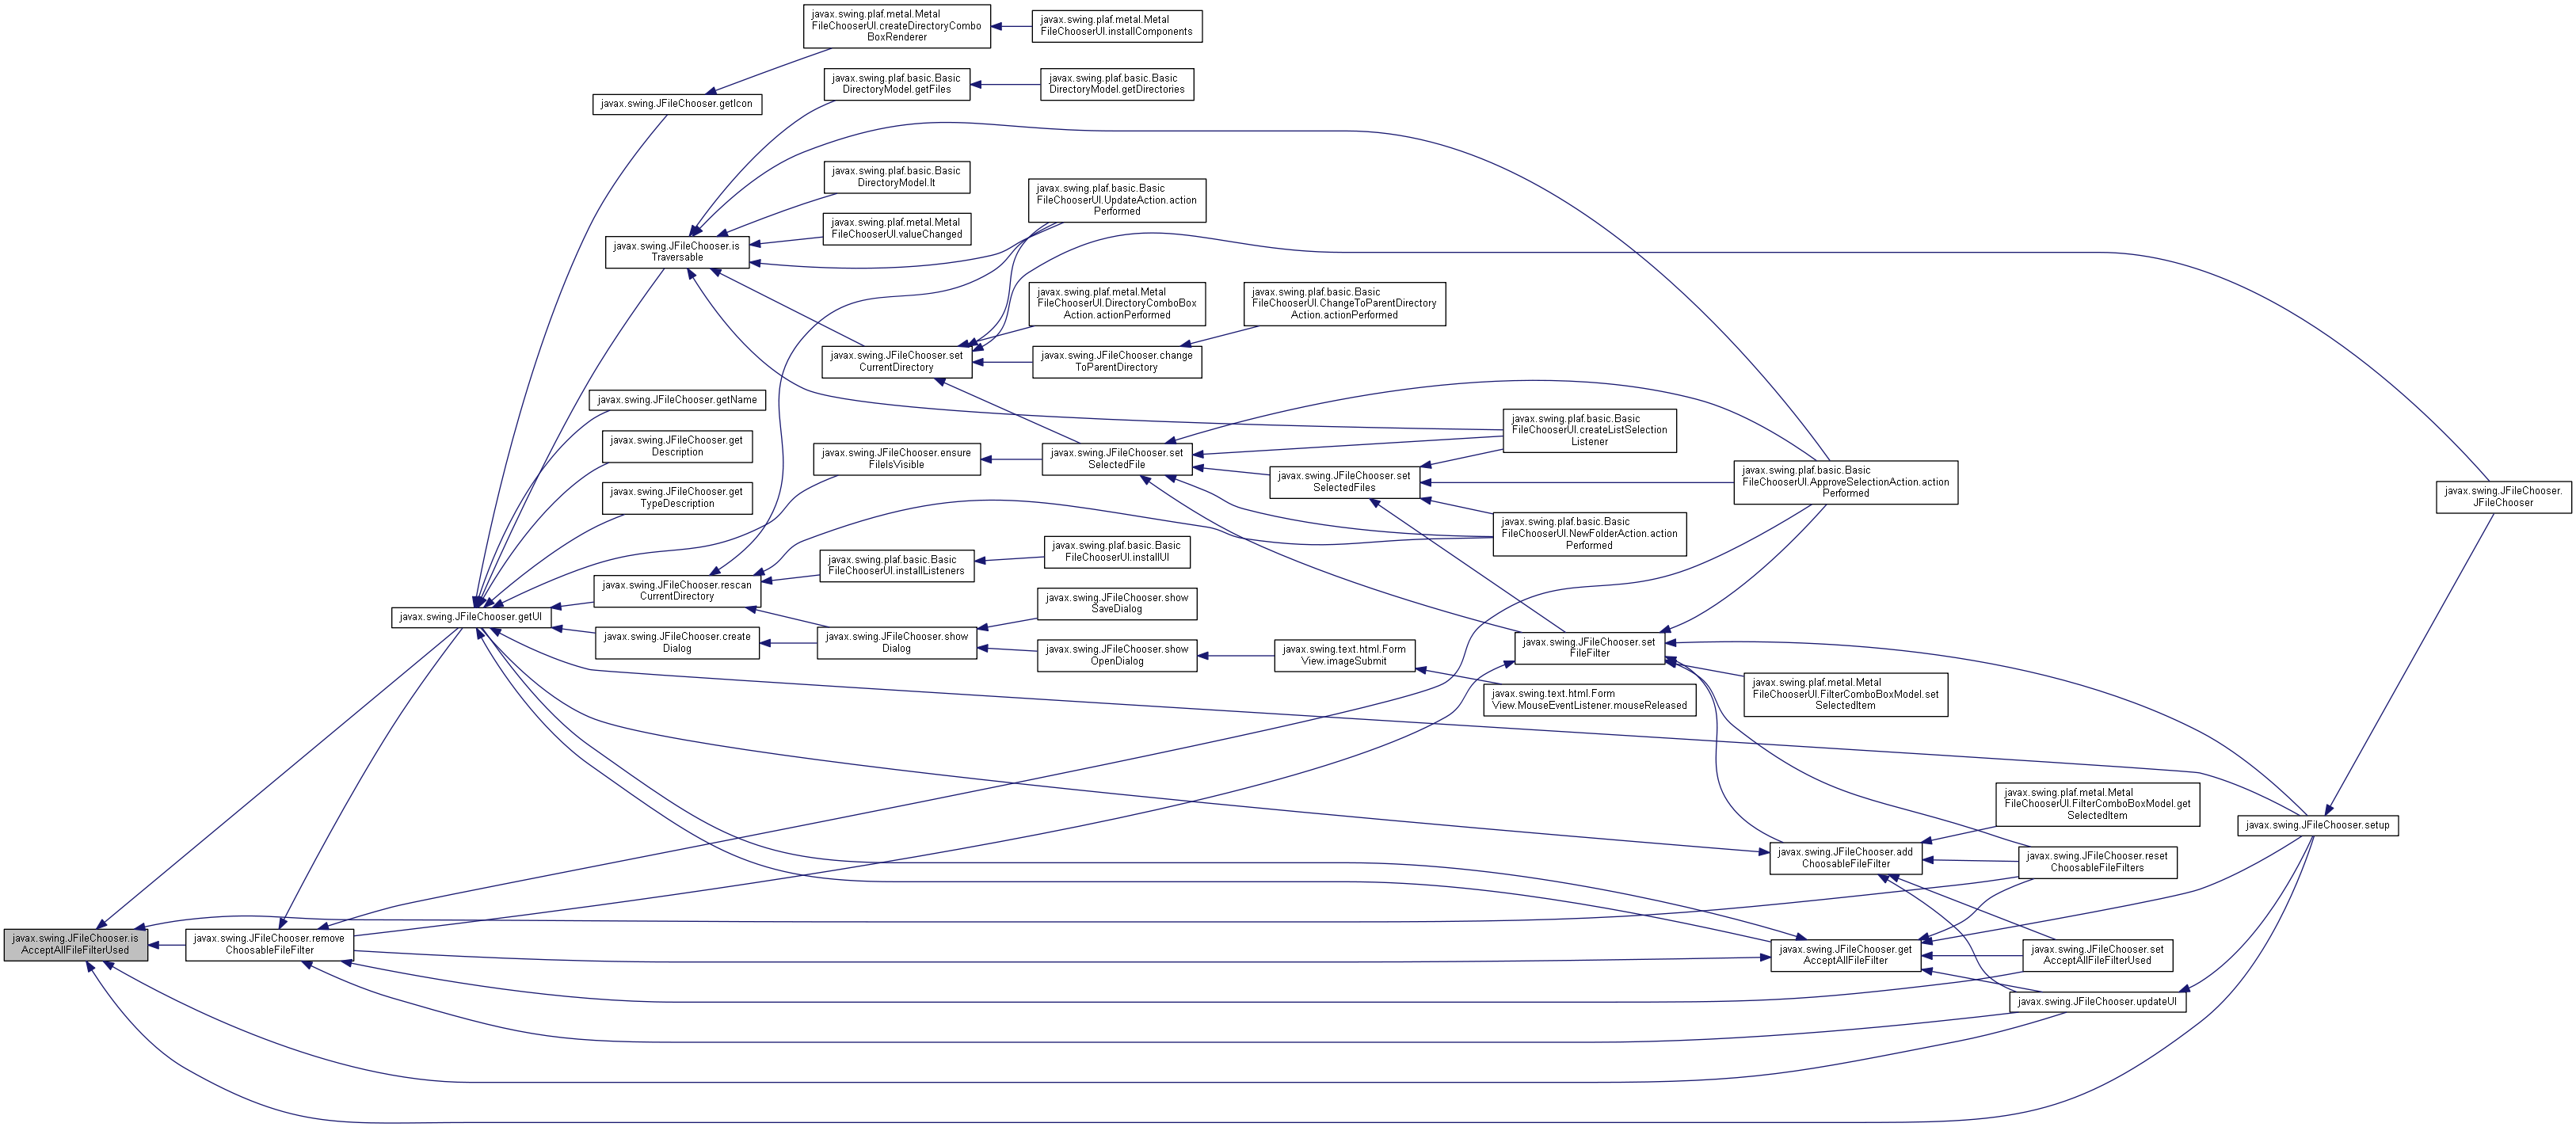 javax.swing.plaf.metal.Metal
FileChooserUI.createDirectoryCombo
BoxRenderer
javax.swing.plaf.metal.Metal
FileChooserUI.installComponents
javax.swing.plaf.basic.Basic
DirectoryModel.getFiles
javax.swing.plaf.basic.Basic
DirectoryModel.getDirectories
javax.swing.JFileChooser.getIcon
javax.swing.plaf.basic.Basic
DirectoryModel.lt
javax.swing.plaf.basic.Basic
FileChooserUI.UpdateAction.action
Performed
javax.swing.plaf.metal.Metal
FileChooserUI.valueChanged
javax.swing.JFileChooser.is
Traversable
javax.swing.plaf.metal.Metal
FileChooserUI.DirectoryComboBox
Action.actionPerformed
javax.swing.plaf.basic.Basic
FileChooserUI.ChangeToParentDirectory
Action.actionPerformed
javax.swing.JFileChooser.set
CurrentDirectory
javax.swing.JFileChooser.change
ToParentDirectory
javax.swing.JFileChooser.getName
javax.swing.plaf.basic.Basic
FileChooserUI.createListSelection
Listener
javax.swing.JFileChooser.get
Description
javax.swing.JFileChooser.ensure
FileIsVisible
javax.swing.JFileChooser.set
SelectedFile
javax.swing.JFileChooser.set
SelectedFiles
javax.swing.plaf.basic.Basic
FileChooserUI.ApproveSelectionAction.action
Performed
javax.swing.JFileChooser.
JFileChooser
javax.swing.JFileChooser.get
TypeDescription
javax.swing.plaf.basic.Basic
FileChooserUI.NewFolderAction.action
Performed
javax.swing.plaf.basic.Basic
FileChooserUI.installListeners
javax.swing.plaf.basic.Basic
FileChooserUI.installUI
javax.swing.JFileChooser.rescan
CurrentDirectory
javax.swing.JFileChooser.show
SaveDialog
javax.swing.JFileChooser.getUI
javax.swing.JFileChooser.create
Dialog
javax.swing.JFileChooser.show
Dialog
javax.swing.JFileChooser.show
OpenDialog
javax.swing.text.html.Form
View.imageSubmit
javax.swing.JFileChooser.set
FileFilter
javax.swing.text.html.Form
View.MouseEventListener.mouseReleased
javax.swing.plaf.metal.Metal
FileChooserUI.FilterComboBoxModel.set
SelectedItem
javax.swing.plaf.metal.Metal
FileChooserUI.FilterComboBoxModel.get
SelectedItem
javax.swing.JFileChooser.setup
javax.swing.JFileChooser.add
ChoosableFileFilter
javax.swing.JFileChooser.reset
ChoosableFileFilters
javax.swing.JFileChooser.is
AcceptAllFileFilterUsed
javax.swing.JFileChooser.remove
ChoosableFileFilter
javax.swing.JFileChooser.get
AcceptAllFileFilter
javax.swing.JFileChooser.set
AcceptAllFileFilterUsed
javax.swing.JFileChooser.updateUI